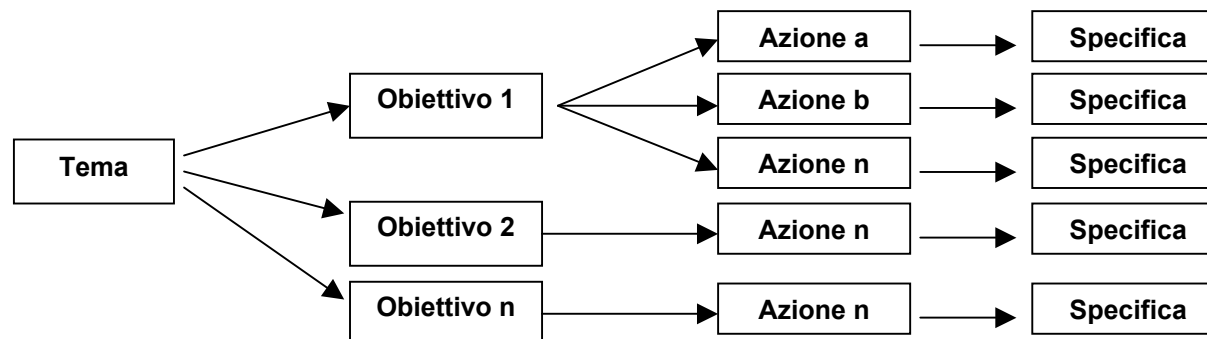 Azione a
Specifica
Obiettivo 1
Azione b
Specifica
Tema
Azione n
Specifica
Obiettivo 2
Azione n
Specifica
Obiettivo n
Azione n
Specifica